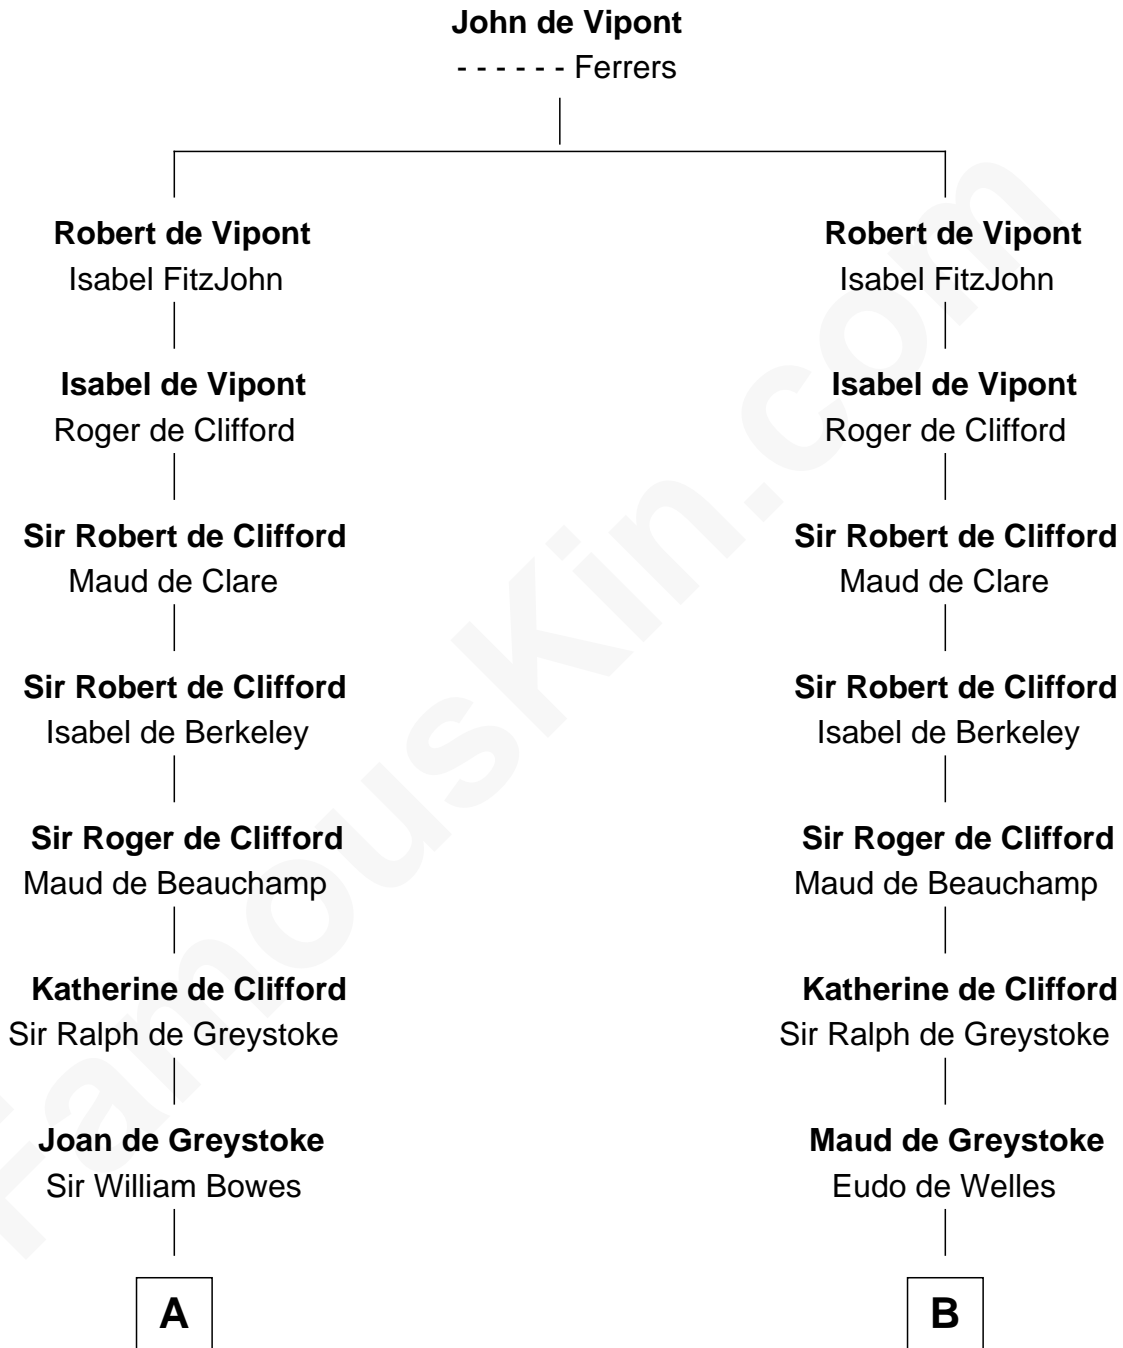 John de Vipont
- - - - - - Ferrers
Robert de Vipont
Isabel FitzJohn
Isabel de Vipont
Roger de Clifford
Sir Robert de Clifford
Maud de Clare
Sir Robert de Clifford
Isabel de Berkeley
Sir Roger de Clifford
Maud de Beauchamp
Katherine de Clifford
Sir Ralph de Greystoke
Joan de Greystoke
Sir William Bowes
A
Robert de Vipont
Isabel FitzJohn
Isabel de Vipont
Roger de Clifford
Sir Robert de Clifford
Maud de Clare
Sir Robert de Clifford
Isabel de Berkeley
Sir Roger de Clifford
Maud de Beauchamp
Katherine de Clifford
Sir Ralph de Greystoke
Maud de Greystoke
Eudo de Welles
B
FamousKin.com